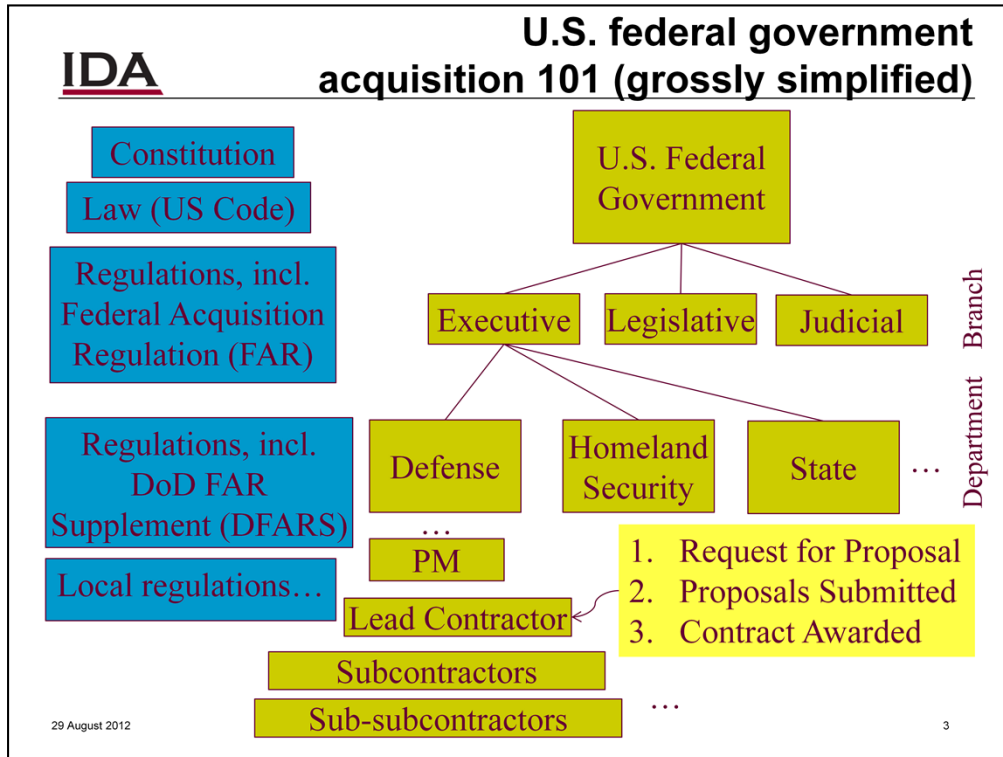 U.S. federal government
acquisition 101 (grossly simplified)
IDA
Constitution
Law (US Code)
Regulations, incl.
Federal Acquisition
Regulation (FAR)
Regulations, incl.
DoD FAR
Supplement (DFARS)
Local regulations…
U.S. Federal
Government
Executive
Legislative
Judicial
Branch
Defense
Homeland
Security
State
…
Department
…
PM
Lead Contractor
1. Request for Proposal
2. Proposals Submitted
3. Contract Awarded
Subcontractors
Sub-subcontractors
…
29 August 2012
3